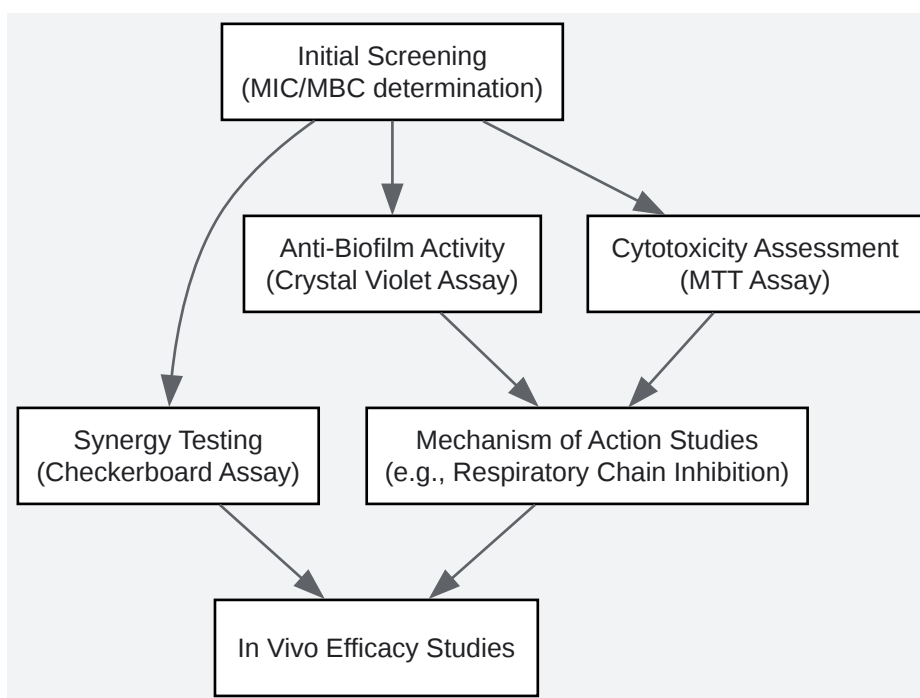 Initial Screening
(MIC/MBC determination)
Anti-Biofilm Activity
(Crystal Violet Assay)
Cytotoxicity Assessment
(MTT Assay)
Synergy Testing
(Checkerboard Assay)
Mechanism of Action Studies
(e.g., Respiratory Chain Inhibition)
In Vivo Efficacy Studies